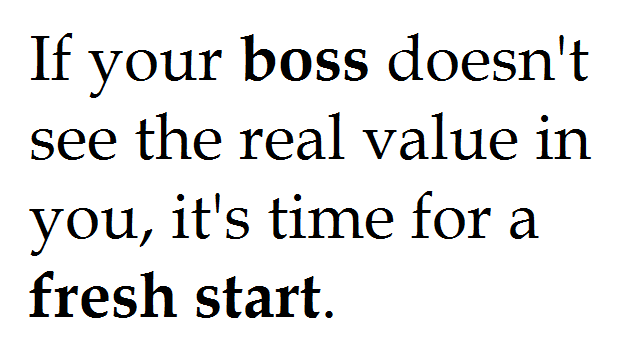 If your boss doesn't
see the real value in
you, it's time for a
fresh start.